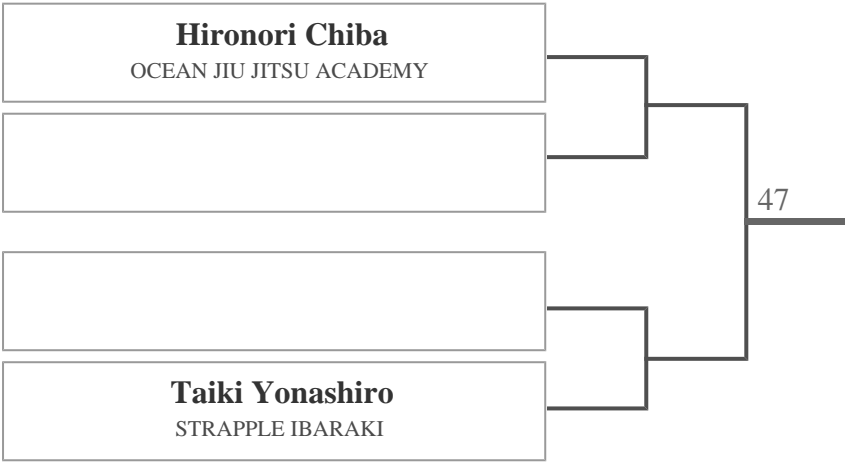 Hironori Chiba
OCEAN JIU JITSU ACADEMY
47
Taiki Yonashiro
STRAPPLE IBARAKI